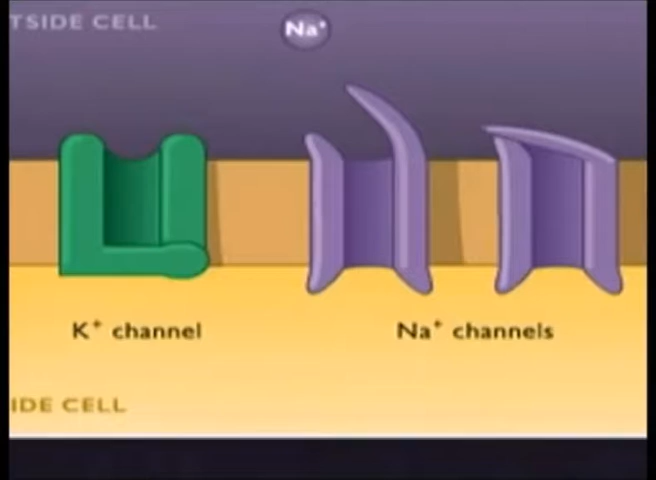 TSIDE CELL
Na⁺
K⁺ channel
Na⁺ channels
IDE CELL